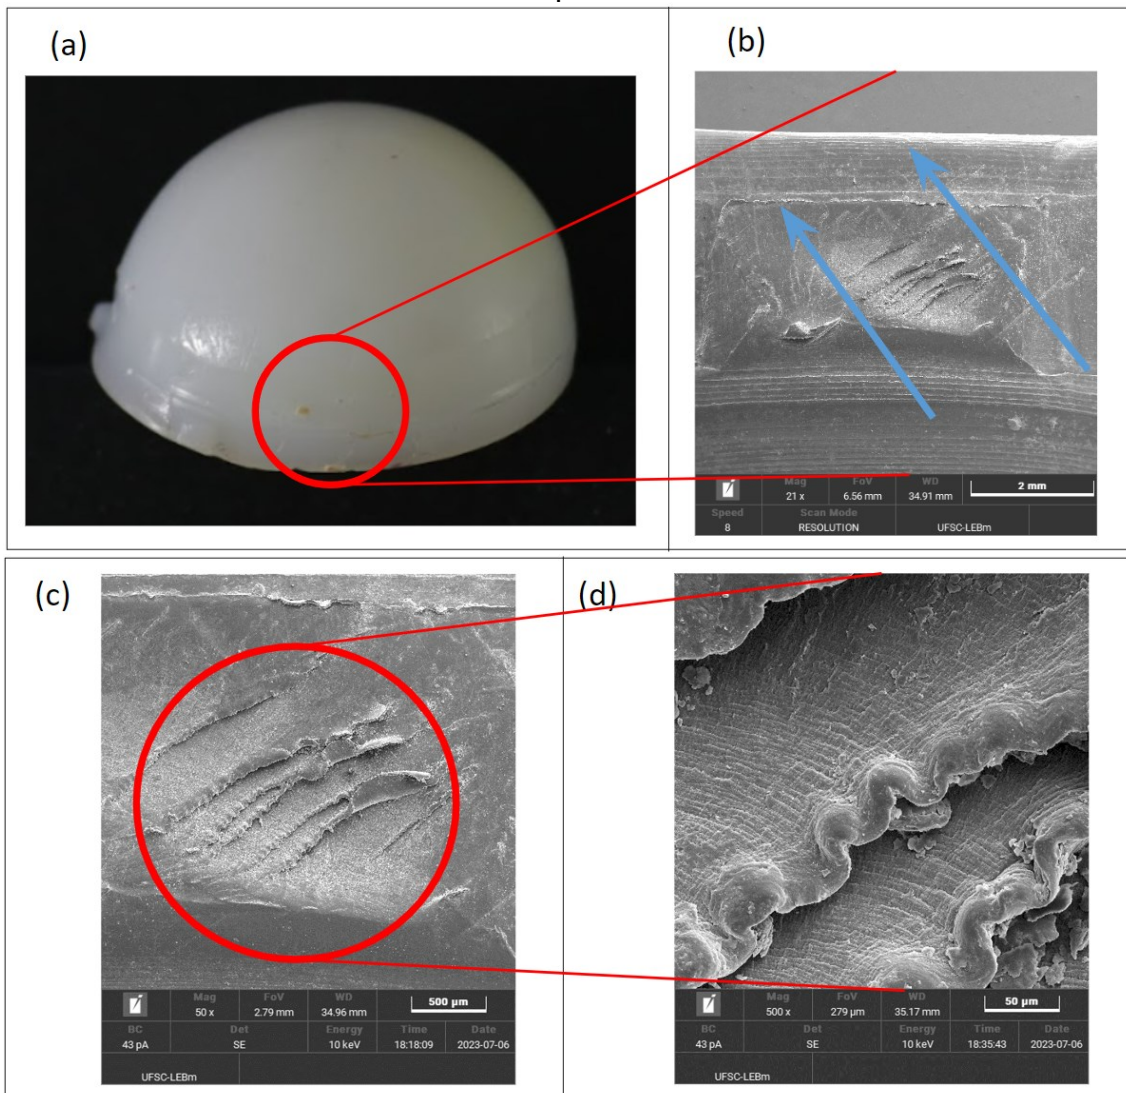 (a)
(b)
Mag FoV WD
21 x 6.56 mm 34.91 mm 2 mm
Speed Scan Mode
8 RESOLUTION UFSC-LEBm
(c)
(d)
Mag FoV WD
50 x 2.79 mm 34.96 mm 500 µm
BC Det Energy Time Date
43 pA SE 10 keV 18:18:09 2023-07-06
UFSC-LEBm
Mag FoV WD
500 x 279 µm 35.17 mm 50 µm
BC Det Energy Time Date
43 pA SE 10 keV 18:35:43 2023-07-06
UFSC-LEBm